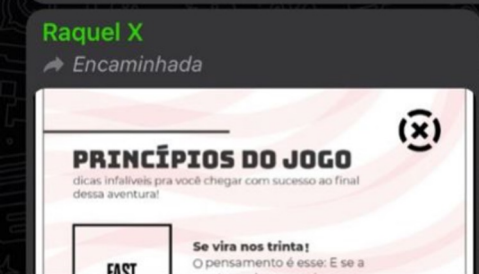 Raquel X
Encaminhada
PRINCÍPIOS DO JOGO
dicas infalíveis pra você chegar com sucesso ao final
dessa aventura!
Se vira nos trinta!
FAST
O pensamento é esse: E se a